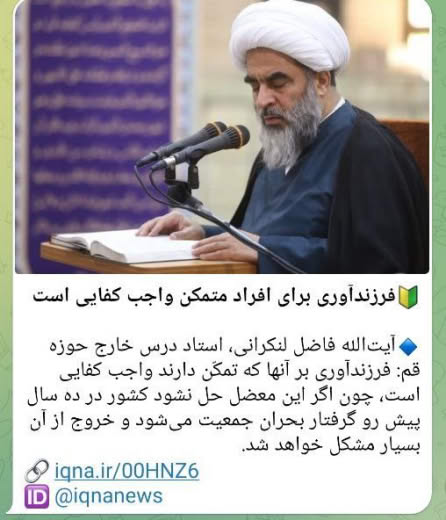 🔰فرزندآوری برای افراد متمکن واجب کفایی است
🔷آیت‌الله فاضل لنکرانی، استاد درس خارج حوزه
قم: فرزندآوری بر آنها که تمکّن دارند واجب کفایی
است، چون اگر این معضل حل نشود کشور در ده سال
پیش رو گرفتار بحران جمعیت می‌شود و خروج از آن
بسیار مشکل خواهد شد.
🔗 iqna.ir/00HNZ6
🆔 @iqnanews